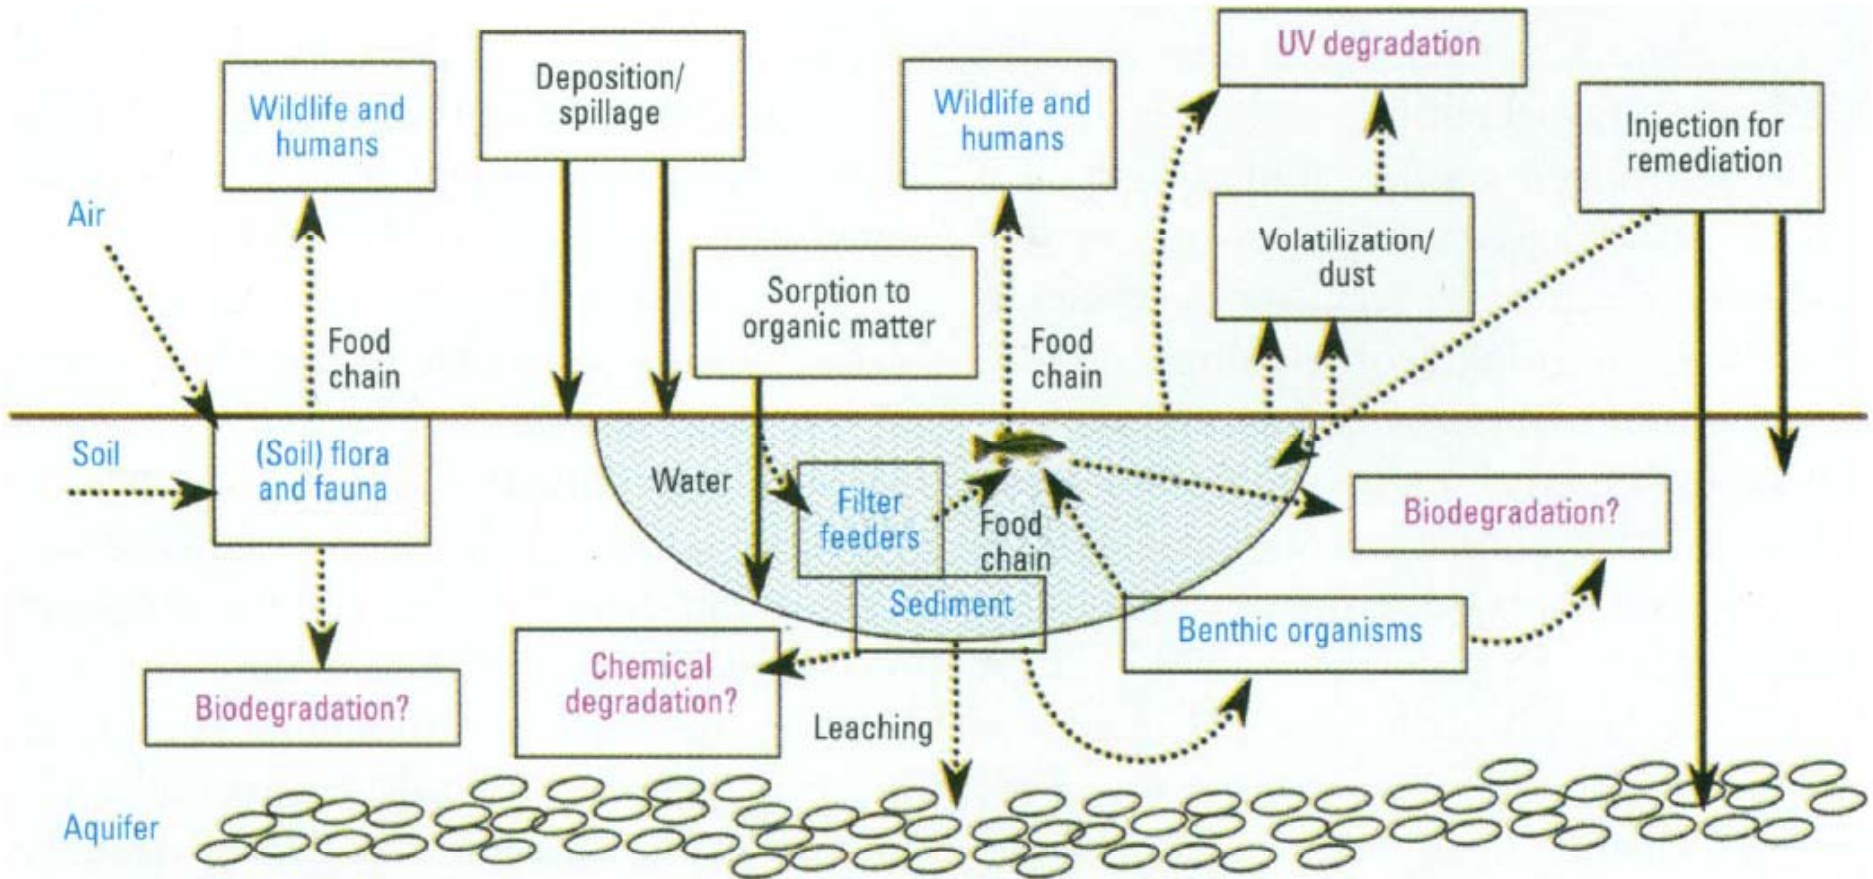 UV degradation
Wildlife and
humans
Deposition/
spillage
Wildlife and
humans
Injection for
remediation
Air
Volatilization/
dust
Sorption to
organic matter
Food
chain
Food
chain
Soil
(Soil) flora
and fauna
Water
Filter
feeders
Food
chain
Biodegradation?
Sediment
Benthic organisms
Chemical
degradation?
Biodegradation?
Leaching
Aquifer